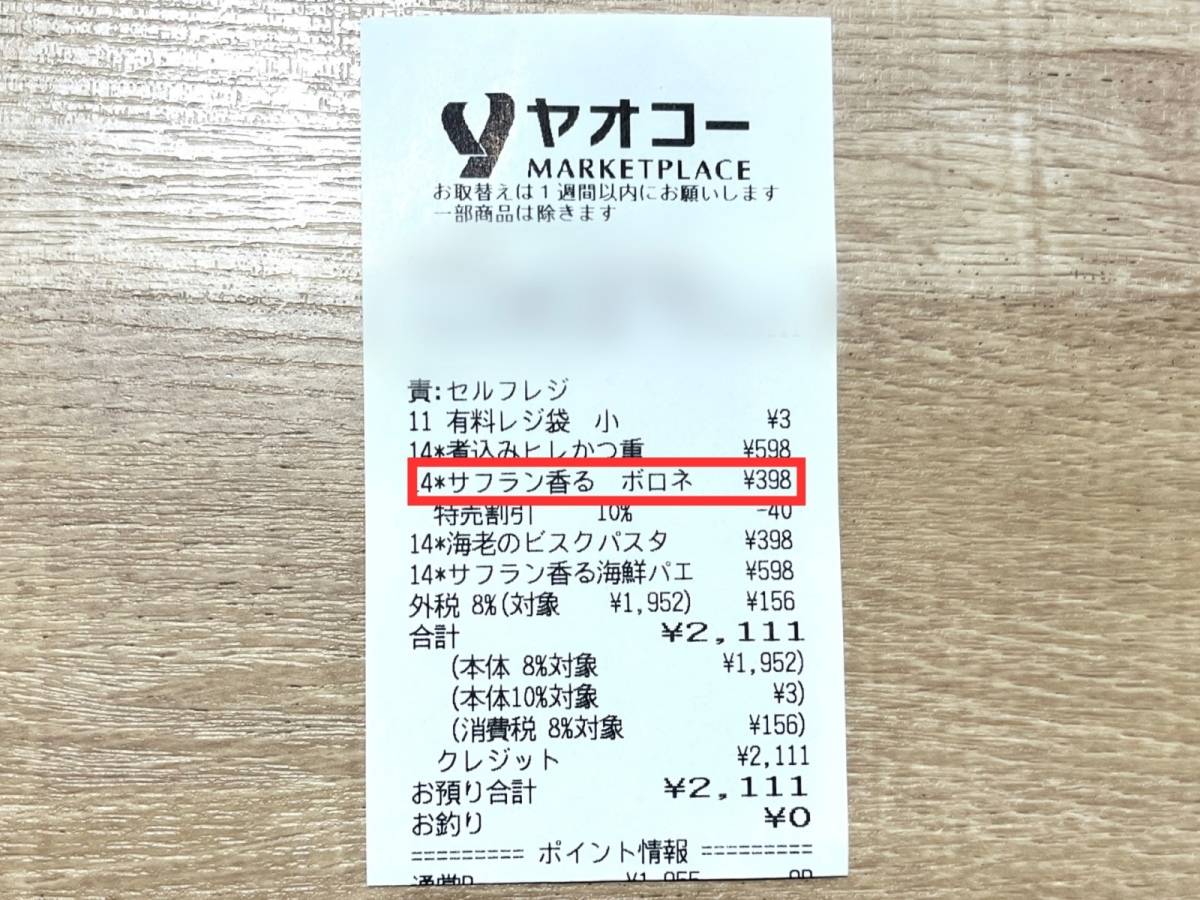 ヤオコー
MARKETPLACE
お取替えは1週間以内にお願いします
一部商品は除きます
責:セルフレジ
11 有料レジ袋 小 ¥3
14*煮込みヒレかつ重 ¥598
14*サフラン香る ボロネ ¥398
特売割引 10% -40
14*海老のビスクパスタ ¥398
14*サフラン香る海鮮パエ ¥598
外税 8%(対象 ¥1,952) ¥156
合計 ¥2,111
(本体 8%対象 ¥1,952)
(本体10%対象 ¥3)
(消費税 8%対象 ¥156)
クレジット ¥2,111
お預り合計 ¥2,111
お釣り ¥0
========= ポイント情報 =========